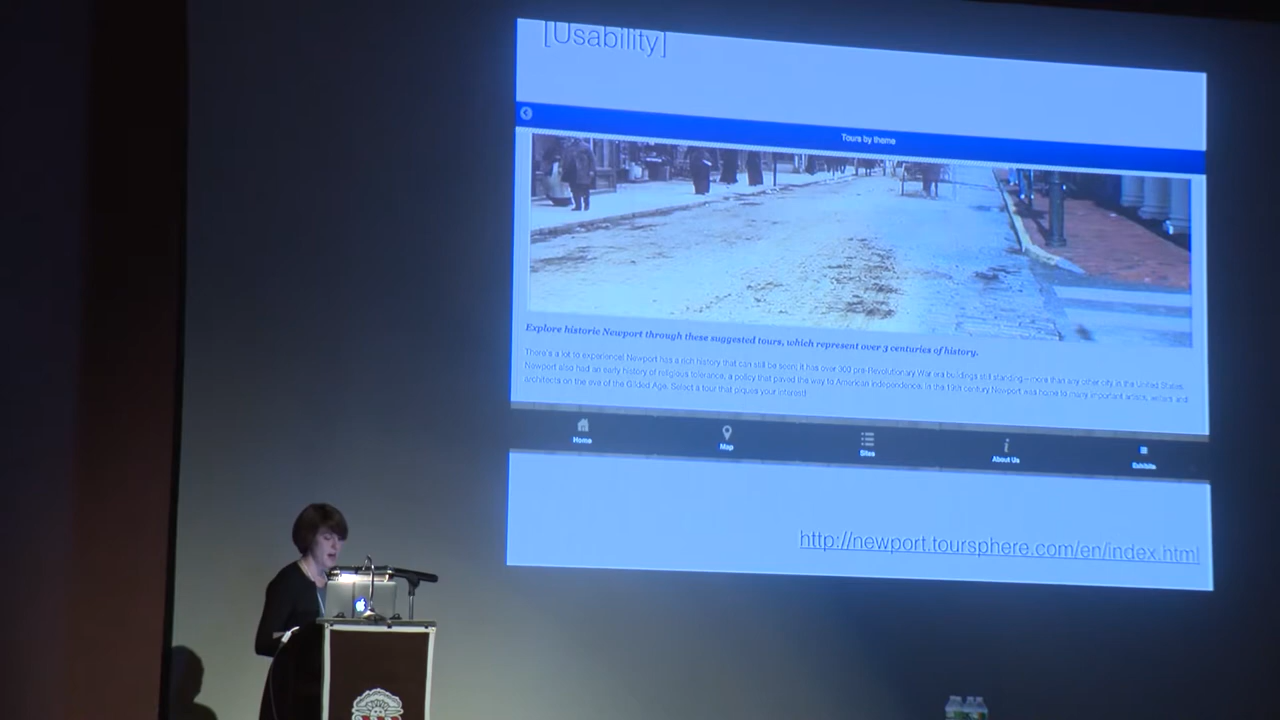 [Usability]
Tours by theme
Explore historic Newport through these suggested tours, which represent over 3 centuries of history.
There's a lot to experience! Newport has a rich history that can still be seen; it has over 300 pre-Revolutionary War era buildings still standing – more than any other city in the United States.
Newport also had an early history of religious tolerance, a policy that paved the way to American independence. In the 19th century Newport was home to many important artists, writers and
architects on the eve of the Gilded Age. Select a tour that piques your interest!
Home
Map
Sites
About Us
Exhibits
http://newport.toursphere.com/en/index.html